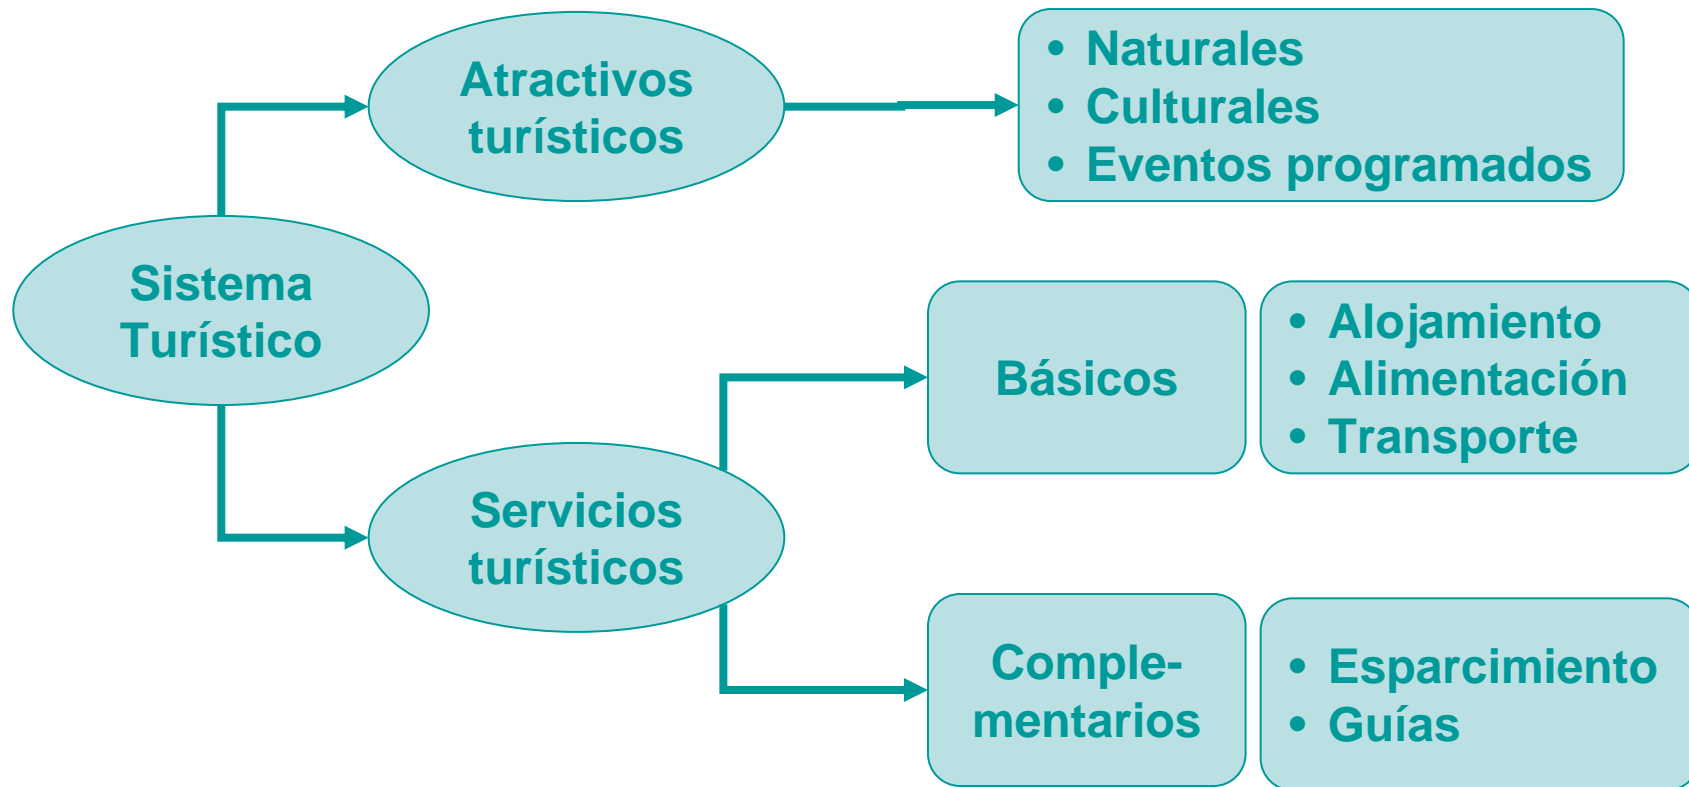 Atractivos
turísticos
• Naturales
• Culturales
• Eventos programados
Sistema
Turístico
Básicos
• Alojamiento
• Alimentación
• Transporte
Servicios
turísticos
Comple-
mentarios
• Esparcimiento
• Guías